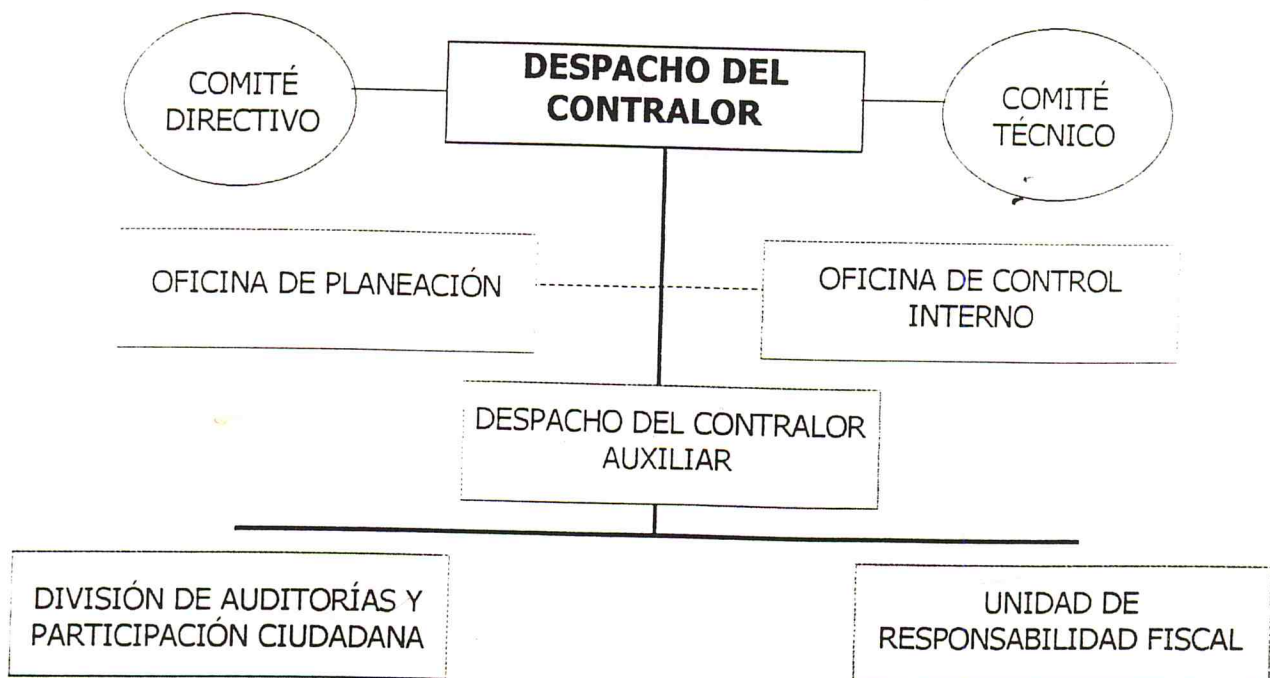 COMITÉ
DIRECTIVO
DESPACHO DEL
CONTRALOR
COMITÉ
TÉCNICO
OFICINA DE PLANEACIÓN
OFICINA DE CONTROL
INTERNO
DESPACHO DEL CONTRALOR
AUXILIAR
DIVISIÓN DE AUDITORÍAS Y
PARTICIPACIÓN CIUDADANA
UNIDAD DE
RESPONSABILIDAD FISCAL